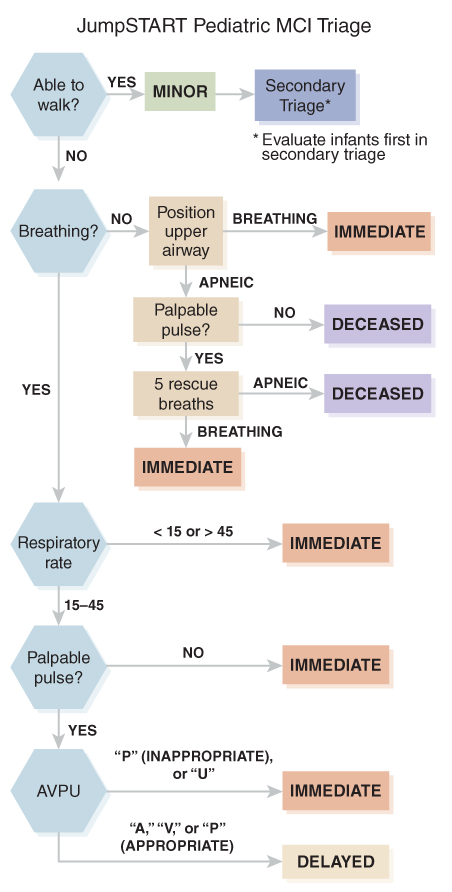 JumpSTART Pediatric MCI Triage
Able to
walk?
YES
MINOR
Secondary
Triage*
* Evaluate infants first in
secondary triage
NO
Breathing?
NO
Position
upper
airway
BREATHING
IMMEDIATE
APNEIC
Palpable
pulse?
NO
DECEASED
YES
5 rescue
breaths
APNEIC
DECEASED
BREATHING
IMMEDIATE
YES
Respiratory
rate
< 15 or > 45
IMMEDIATE
15–45
Palpable
pulse?
NO
IMMEDIATE
YES
AVPU
“P” (INAPPROPRIATE),
or “U”
IMMEDIATE
“A,” “V,” or “P”
(APPROPRIATE)
DELAYED